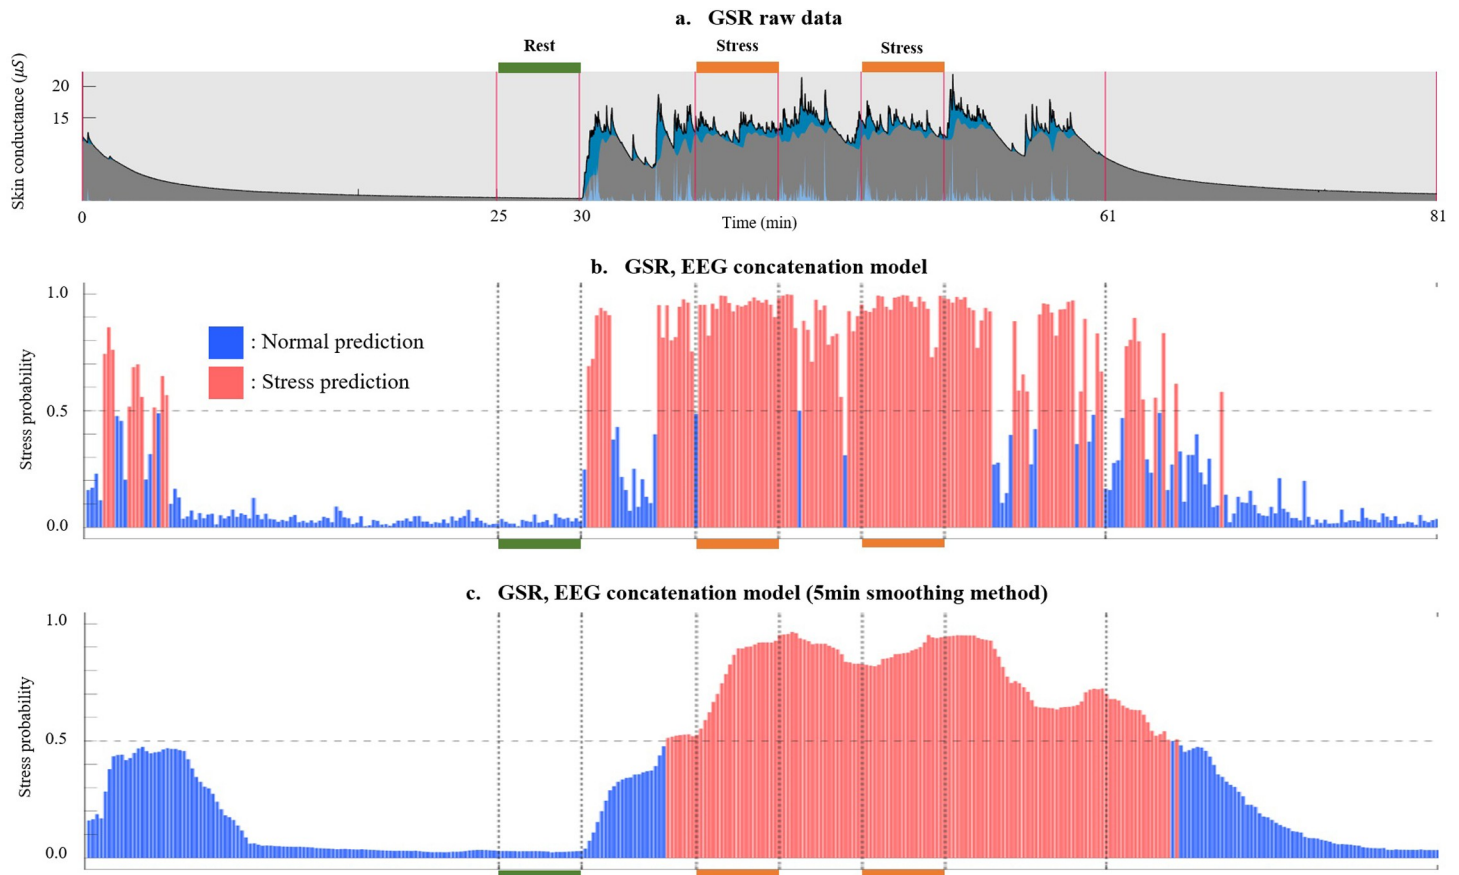 a. GSR raw data
Rest
Stress
Stress
Skin conductance (μS)
20
15
0
25
30
61
81
Time (min)
b. GSR, EEG concatenation model
Stress probability
1.0
0.5
0.0
: Normal prediction
: Stress prediction
c. GSR, EEG concatenation model (5min smoothing method)
Stress probability
1.0
0.5
0.0